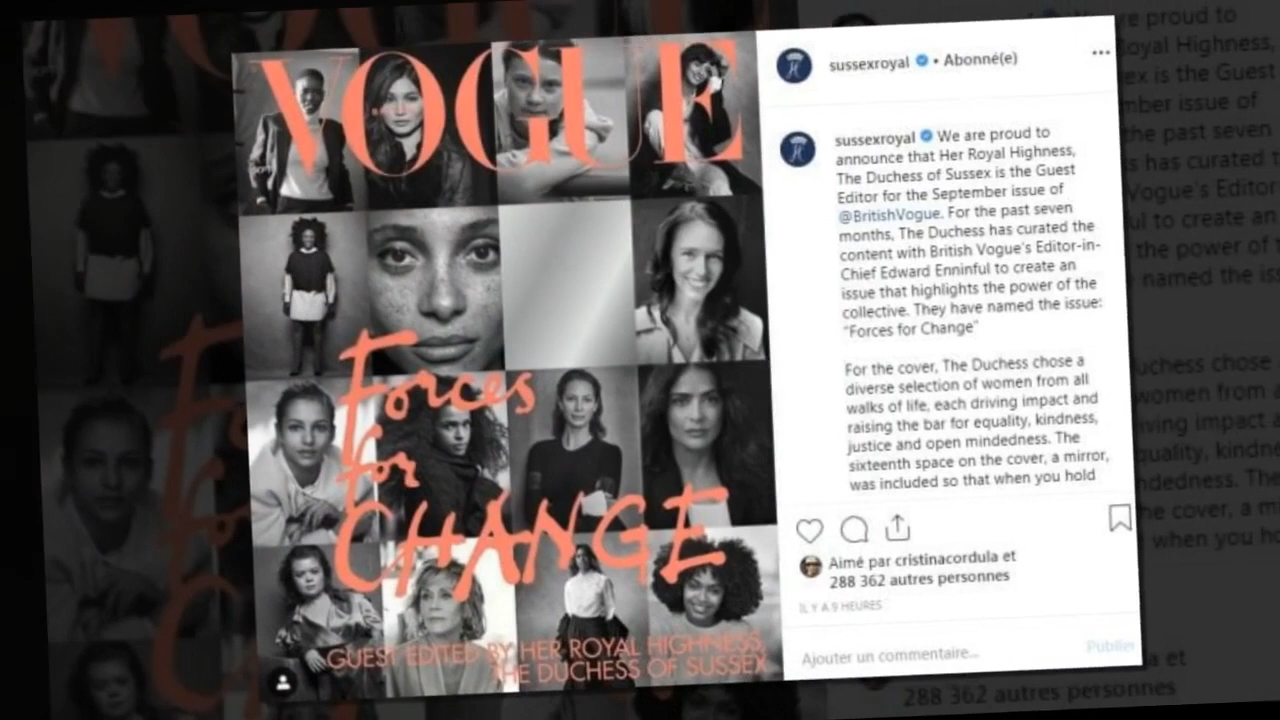 VOGUE
Forces
for
CHANGE
GUEST EDITED BY HER ROYAL HIGHNESS,
THE DUCHESS OF SUSSEX
sussexroyal • Abonné(e)
sussexroyal We are proud to
announce that Her Royal Highness,
The Duchess of Sussex is the Guest
Editor for the September issue of
@BritishVogue. For the past seven
months, The Duchess has curated the
content with British Vogue's Editor-in-
Chief Edward Enninful to create an
issue that highlights the power of the
collective. They have named the issue:
“Forces for Change”
For the cover, The Duchess chose a
diverse selection of women from all
walks of life, each driving impact and
raising the bar for equality, kindness,
justice and open mindedness. The
sixteenth space on the cover, a mirror,
was included so that when you hold
Aimé par cristinacordula et
288 362 autres personnes
IL Y A 9 HEURES
Ajouter un commentaire...
Publier
288 362 autres personnes